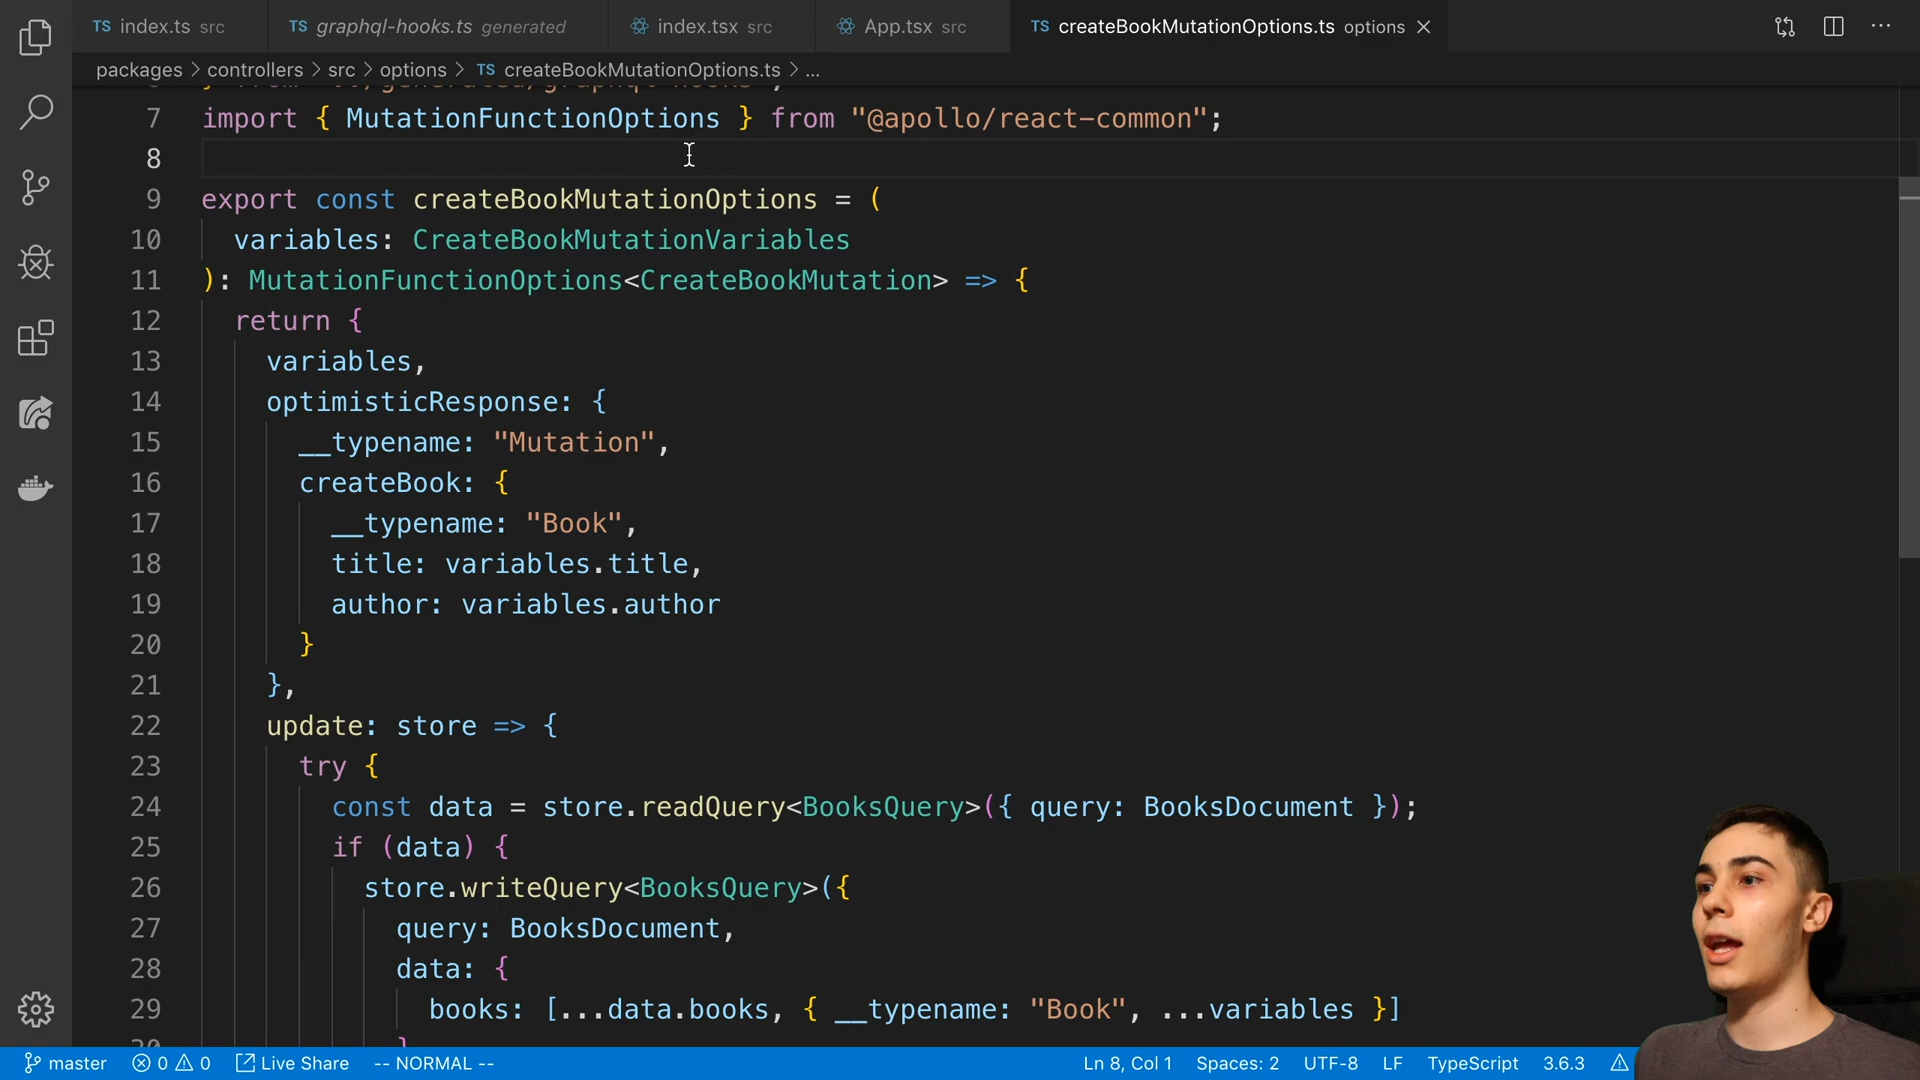 TS index.ts src
TS graphql-hooks.ts generated
index.tsx src
App.tsx src
TS createBookMutationOptions.ts options
packages > controllers > src > options > TS createBookMutationOptions.ts > ...
7 import { MutationFunctionOptions } from "@apollo/react-common";
8
9 export const createBookMutationOptions = (
10 variables: CreateBookMutationVariables
11 ): MutationFunctionOptions<CreateBookMutation> => {
12 return {
13 variables,
14 optimisticResponse: {
15 __typename: "Mutation",
16 createBook: {
17 __typename: "Book",
18 title: variables.title,
19 author: variables.author
20 }
21 },
22 update: store => {
23 try {
24 const data = store.readQuery<BooksQuery>({ query: BooksDocument });
25 if (data) {
26 store.writeQuery<BooksQuery>({
27 query: BooksDocument,
28 data: {
29 books: [...data.books, { __typename: "Book", ...variables }]
master 0 0 Live Share -- NORMAL -- Ln 8, Col 1 Spaces: 2 UTF-8 LF TypeScript 3.6.3